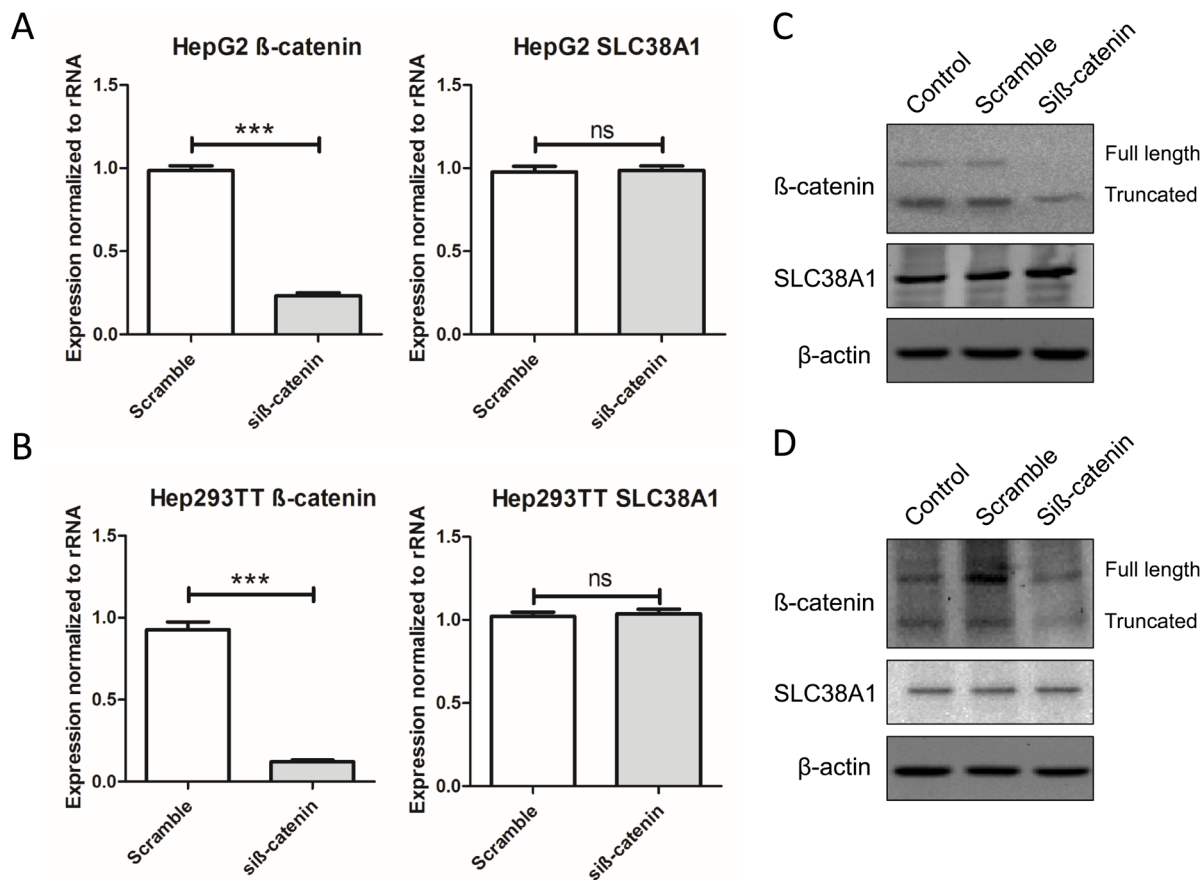 A
HepG2 ß-catenin
Expression normalized to rRNA
1.5
1.0
0.5
0.0
***
Scramble
siß-catenin
HepG2 SLC38A1
Expression normalized to rRNA
1.5
1.0
0.5
0.0
ns
Scramble
siß-catenin
B
Hep293TT ß-catenin
Expression normalized to rRNA
1.5
1.0
0.5
0.0
***
Scramble
siß-catenin
Hep293TT SLC38A1
Expression normalized to rRNA
1.5
1.0
0.5
0.0
ns
Scramble
siß-catenin
C
Control
Scramble
Siß-catenin
ß-catenin
Full length
Truncated
SLC38A1
β-actin
D
Control
Scramble
Siß-catenin
ß-catenin
Full length
Truncated
SLC38A1
β-actin